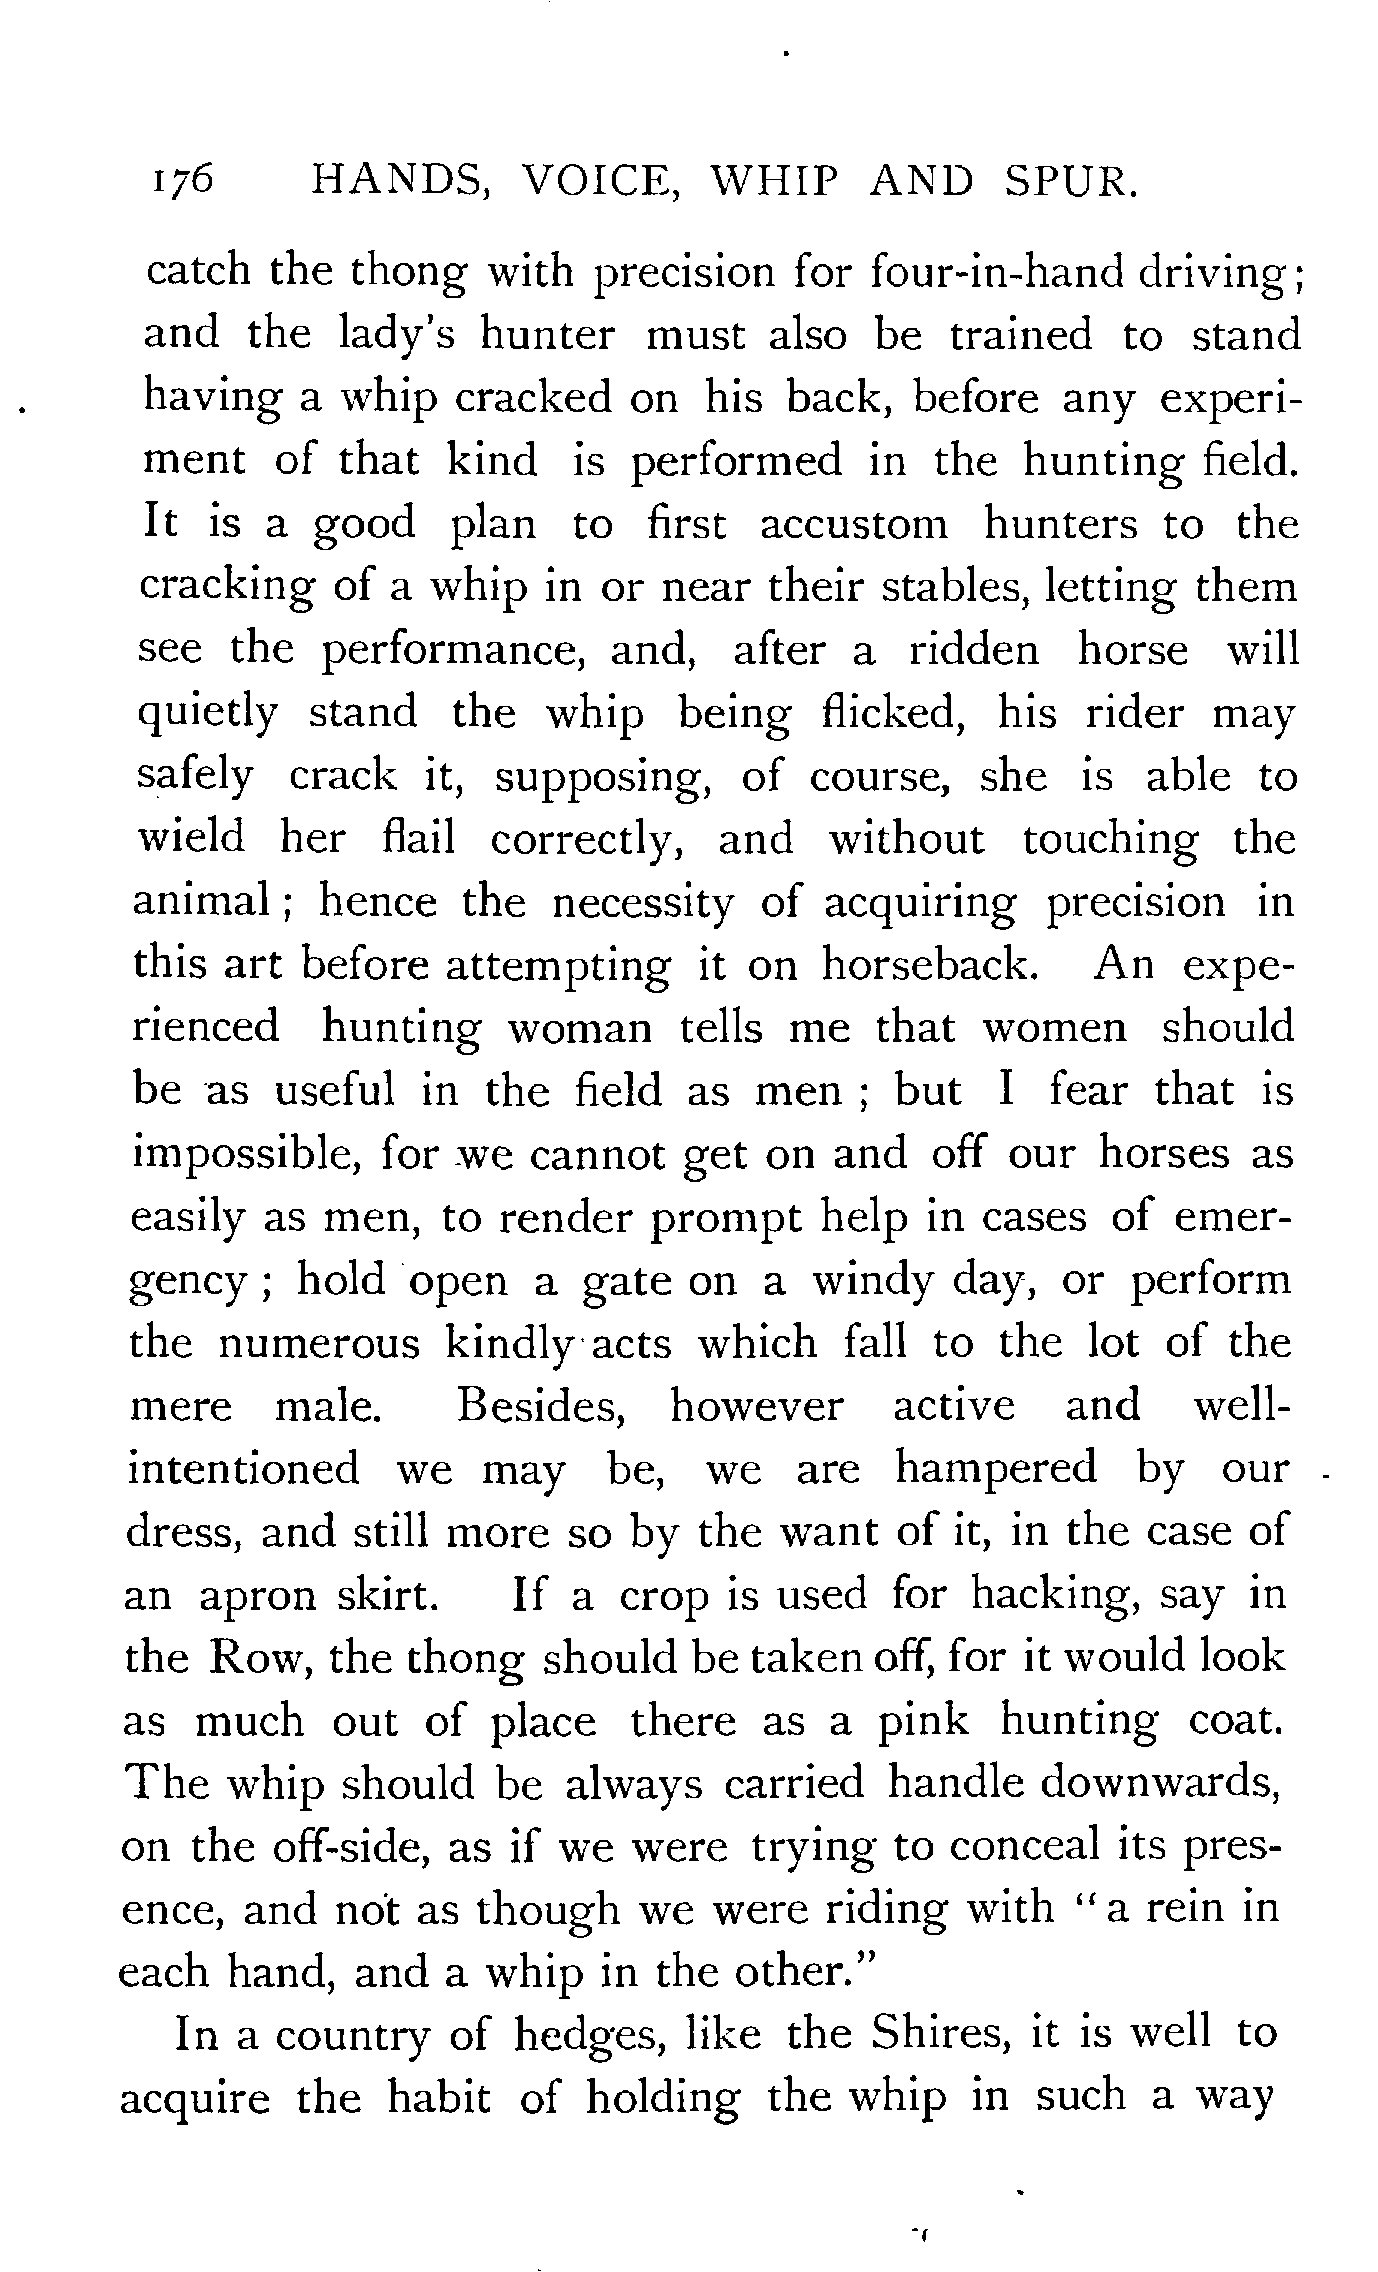 176 HANDS, VOICE, WHIP AND SPUR.
catch the thong with precision for four-in-hand driving;
and the lady's hunter must also be trained to stand
having a whip cracked on his back, before any experi-
ment of that kind is performed in the hunting field.
It is a good plan to first accustom hunters to the
cracking of a whip in or near their stables, letting them
see the performance, and, after a ridden horse will
quietly stand the whip being flicked, his rider may
safely crack it, supposing, of course, she is able to
wield her flail correctly, and without touching the
animal; hence the necessity of acquiring precision in
this art before attempting it on horseback. An expe-
rienced hunting woman tells me that women should
be as useful in the field as men; but I fear that is
impossible, for we cannot get on and off our horses as
easily as men, to render prompt help in cases of emer-
gency; hold open a gate on a windy day, or perform
the numerous kindly acts which fall to the lot of the
mere male. Besides, however active and well-
intentioned we may be, we are hampered by our
dress, and still more so by the want of it, in the case of
an apron skirt. If a crop is used for hacking, say in
the Row, the thong should be taken off, for it would look
as much out of place there as a pink hunting coat.
The whip should be always carried handle downwards,
on the off-side, as if we were trying to conceal its pres-
ence, and not as though we were riding with "a rein in
each hand, and a whip in the other."
In a country of hedges, like the Shires, it is well to
acquire the habit of holding the whip in such a way